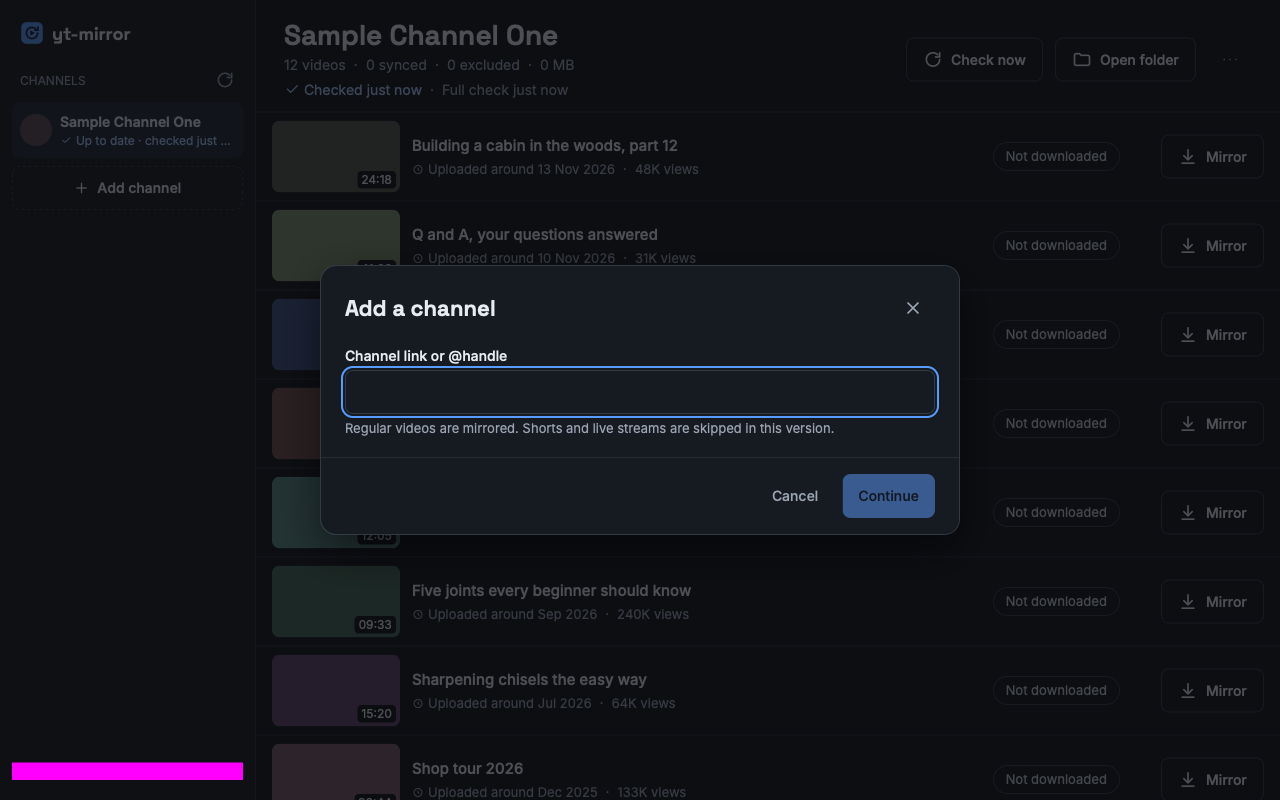 yt-mirror
CHANNELS
Sample Channel One
Up to date · checked just ...
Add channel
Sample Channel One
12 videos · 0 synced · 0 excluded · 0 MB
Checked just now · Full check just now
Check now
Open folder
...
24:18
Building a cabin in the woods, part 12
Uploaded around 13 Nov 2026 · 48K views
Not downloaded
Mirror
Q and A, your questions answered
Uploaded around 10 Nov 2026 · 31K views
Not downloaded
Mirror
Add a channel
Channel link or @handle
Regular videos are mirrored. Shorts and live streams are skipped in this version.
Cancel
Continue
Not downloaded
Mirror
Not downloaded
Mirror
12:05
Not downloaded
Mirror
09:33
Five joints every beginner should know
Uploaded around Sep 2026 · 240K views
Not downloaded
Mirror
15:20
Sharpening chisels the easy way
Uploaded around Jul 2026 · 64K views
Not downloaded
Mirror
Shop tour 2026
Uploaded around Dec 2025 · 133K views
Not downloaded
Mirror